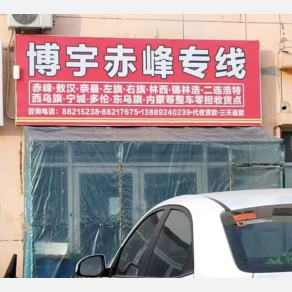 博宇赤峰专线
赤峰·敖汉·奈曼·左旗·右旗·林西·锡林浩·二连浩特
西乌旗·宁城·多伦·东乌旗·内蒙等整车零担收货点
咨询电话：88215238-88217675-13889240239-代收货款·三天返款